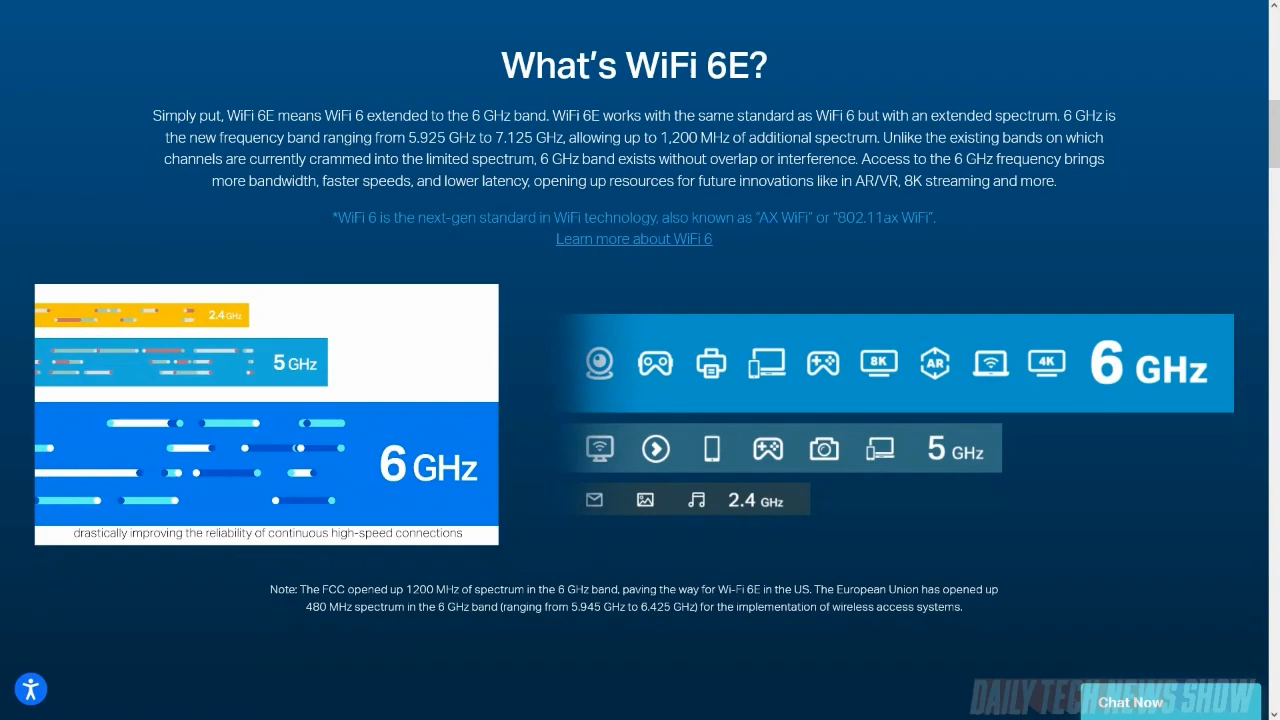 What's WiFi 6E?
Simply put, WiFi 6E means WiFi 6 extended to the 6 GHz band. WiFi 6E works with the same standard as WiFi 6 but with an extended spectrum. 6 GHz is
the new frequency band ranging from 5.925 GHz to 7.125 GHz, allowing up to 1,200 MHz of additional spectrum. Unlike the existing bands on which
channels are currently crammed into the limited spectrum, 6 GHz band exists without overlap or interference. Access to the 6 GHz frequency brings
more bandwidth, faster speeds, and lower latency, opening up resources for future innovations like in AR/VR, 8K streaming and more.
*WiFi 6 is the next-gen standard in WiFi technology, also known as “AX WiFi” or “802.11ax WiFi”.
Learn more about WiFi 6
2.4 GHz
5 GHz
6 GHz
drastically improving the reliability of continuous high-speed connections
8K AR 4K 6 GHz
5 GHz
2.4 GHz
Note: The FCC opened up 1200 MHz of spectrum in the 6 GHz band, paving the way for Wi-Fi 6E in the US. The European Union has opened up
480 MHz spectrum in the 6 GHz band (ranging from 5.945 GHz to 6.425 GHz) for the implementation of wireless access systems.
DAILY TECH NEWS SHOW
Chat Now